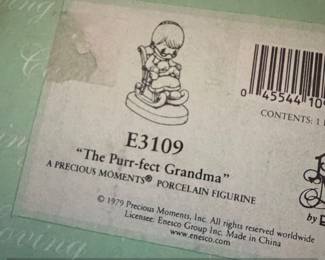 0 45544 10
CONTENTS: 1
E3109
"The Purr-fect Grandma"
A PRECIOUS MOMENTS® PORCELAIN FIGURINE
by
© 1979 Precious Moments, Inc. All rights reserved worldwide
Licensee: Enesco Group Inc. Made in China
www.enesco.com